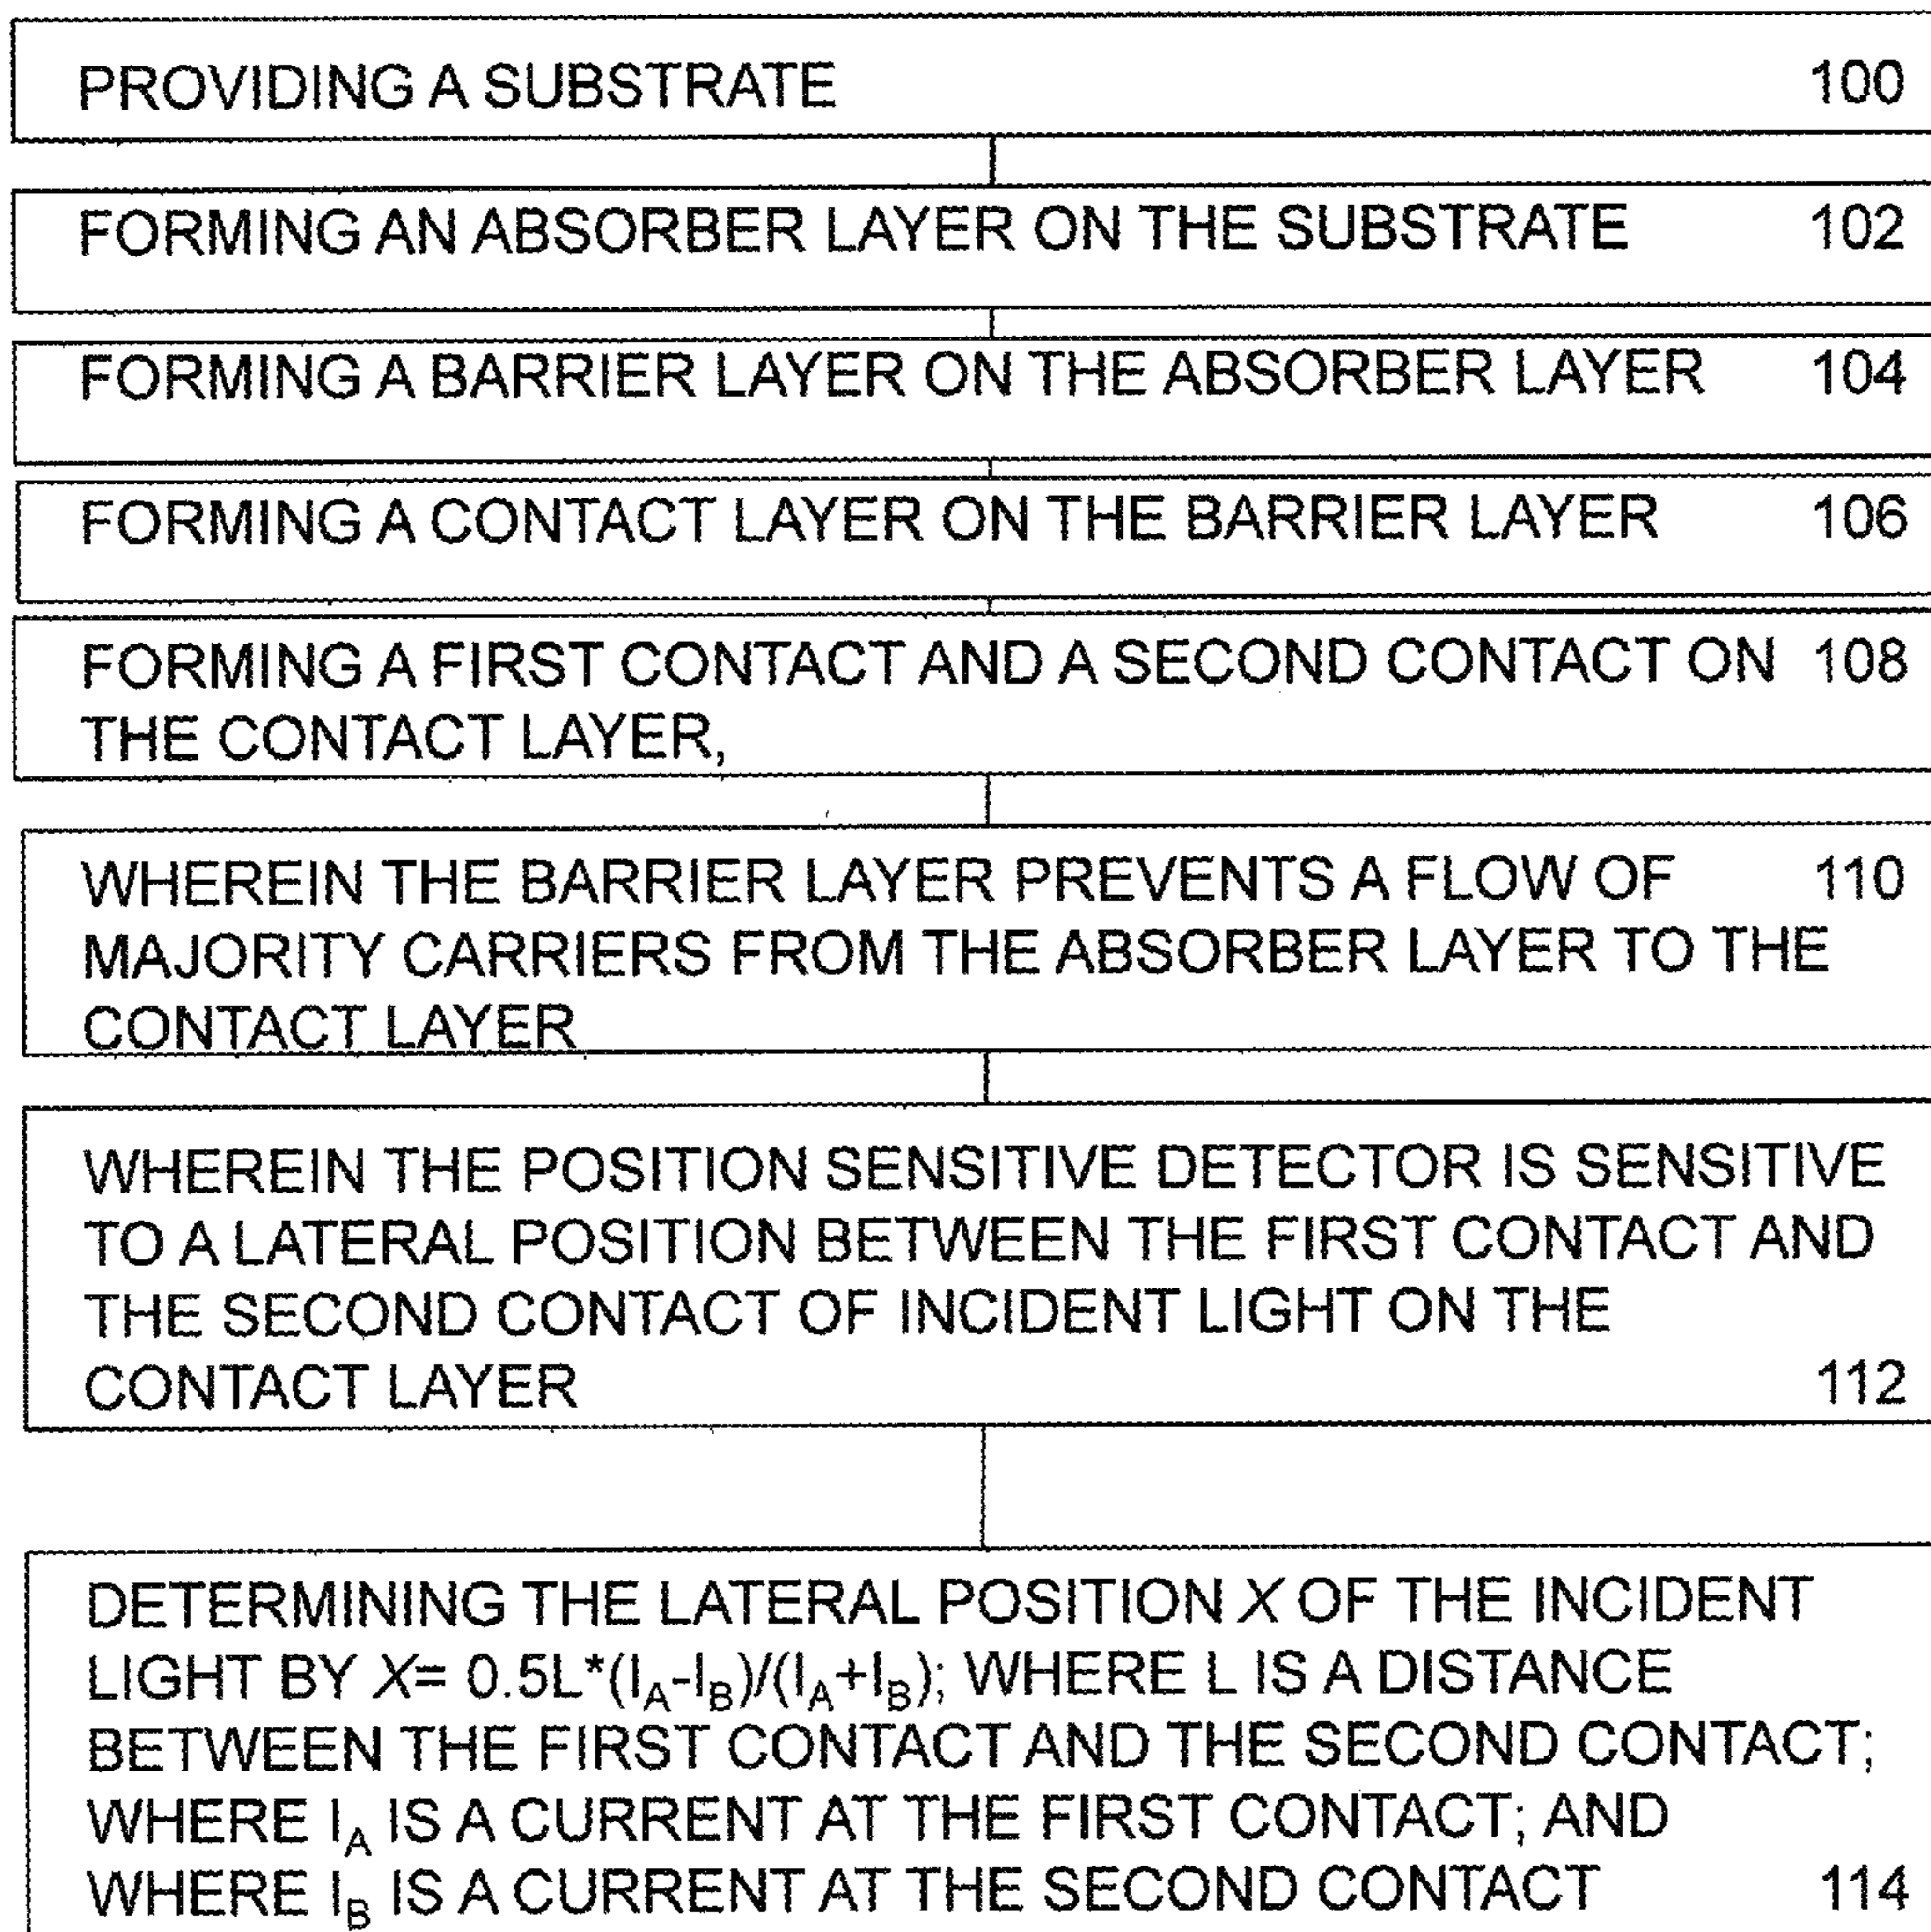 PROVIDING A SUBSTRATE 100
FORMING AN ABSORBER LAYER ON THE SUBSTRATE 102
FORMING A BARRIER LAYER ON THE ABSORBER LAYER 104
FORMING A CONTACT LAYER ON THE BARRIER LAYER 106
FORMING A FIRST CONTACT AND A SECOND CONTACT ON 108
THE CONTACT LAYER,
WHEREIN THE BARRIER LAYER PREVENTS A FLOW OF 110
MAJORITY CARRIERS FROM THE ABSORBER LAYER TO THE
CONTACT LAYER
WHEREIN THE POSITION SENSITIVE DETECTOR IS SENSITIVE
TO A LATERAL POSITION BETWEEN THE FIRST CONTACT AND
THE SECOND CONTACT OF INCIDENT LIGHT ON THE
CONTACT LAYER 112
DETERMINING THE LATERAL POSITION X OF THE INCIDENT
LIGHT BY X= 0.5L*(I_A-I_B)/(I_A+I_B); WHERE L IS A DISTANCE
BETWEEN THE FIRST CONTACT AND THE SECOND CONTACT;
WHERE I_A IS A CURRENT AT THE FIRST CONTACT; AND
WHERE I_B IS A CURRENT AT THE SECOND CONTACT 114